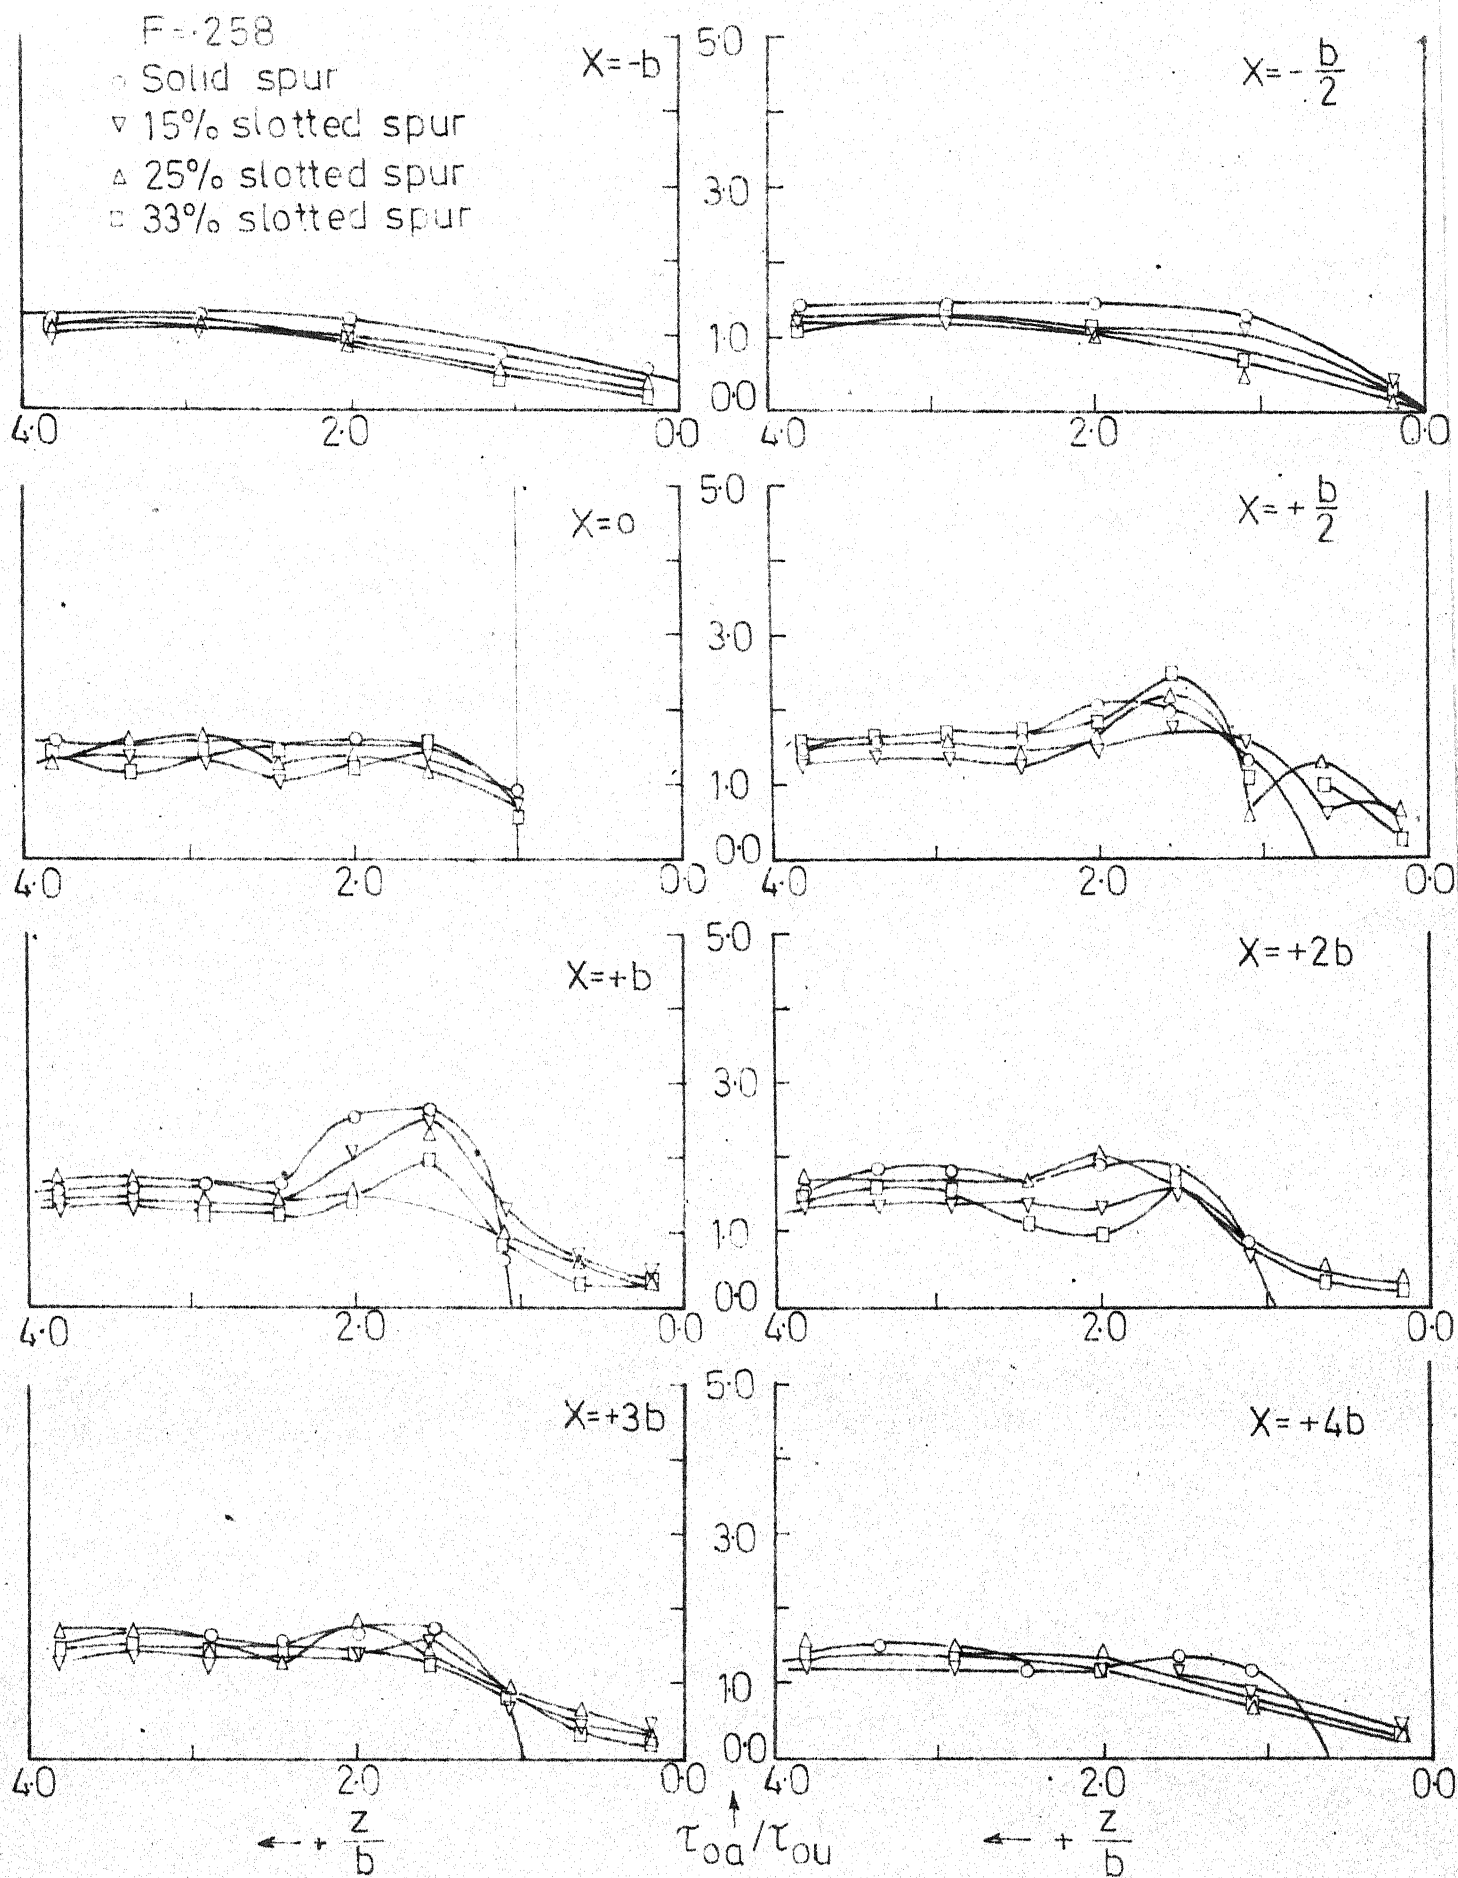 F=·258
○ Solid spur
▽ 15% slotted spur
△ 25% slotted spur
□ 33% slotted spur
X=-b
5·0
3·0
1·0
0·0
4·0 2·0 0·0
X=-b/2
4·0 2·0 0·0
X=0
5·0
3·0
1·0
0·0
4·0 2·0 0·0
X=+b/2
4·0 2·0 0·0
X=+b
5·0
3·0
1·0
0·0
4·0 2·0 0·0
X=+2b
4·0 2·0 0·0
X=+3b
5·0
3·0
1·0
0·0
4·0 2·0 0·0
X=+4b
4·0 2·0 0·0
← + z/b
↑
τoa/τou
← + z/b